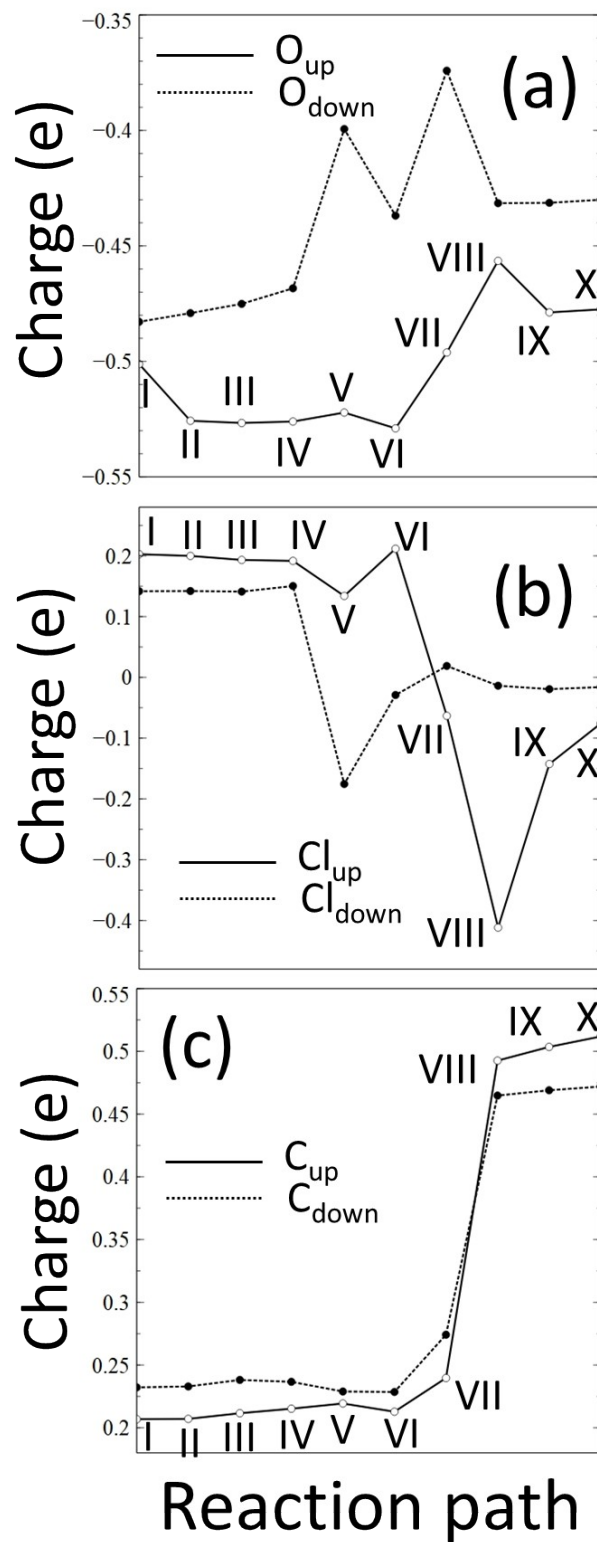 −0.35
O_up
O_down
(a)
−0.4
Charge (e)
−0.45
VIII
X
VII
IX
−0.5
I
III
V
II
IV
VI
−0.55
I II III IV VI
0.2
(b)
V
0.1
Charge (e)
0
VII
IX
X
−0.1
−0.2
Cl_up
−0.3
Cl_down
−0.4
VIII
0.55
(c)
IX X
0.5
VIII
0.45
Charge (e)
C_up
0.4
C_down
0.35
0.3
0.25
VII
0.2
I II III IV V VI
Reaction path